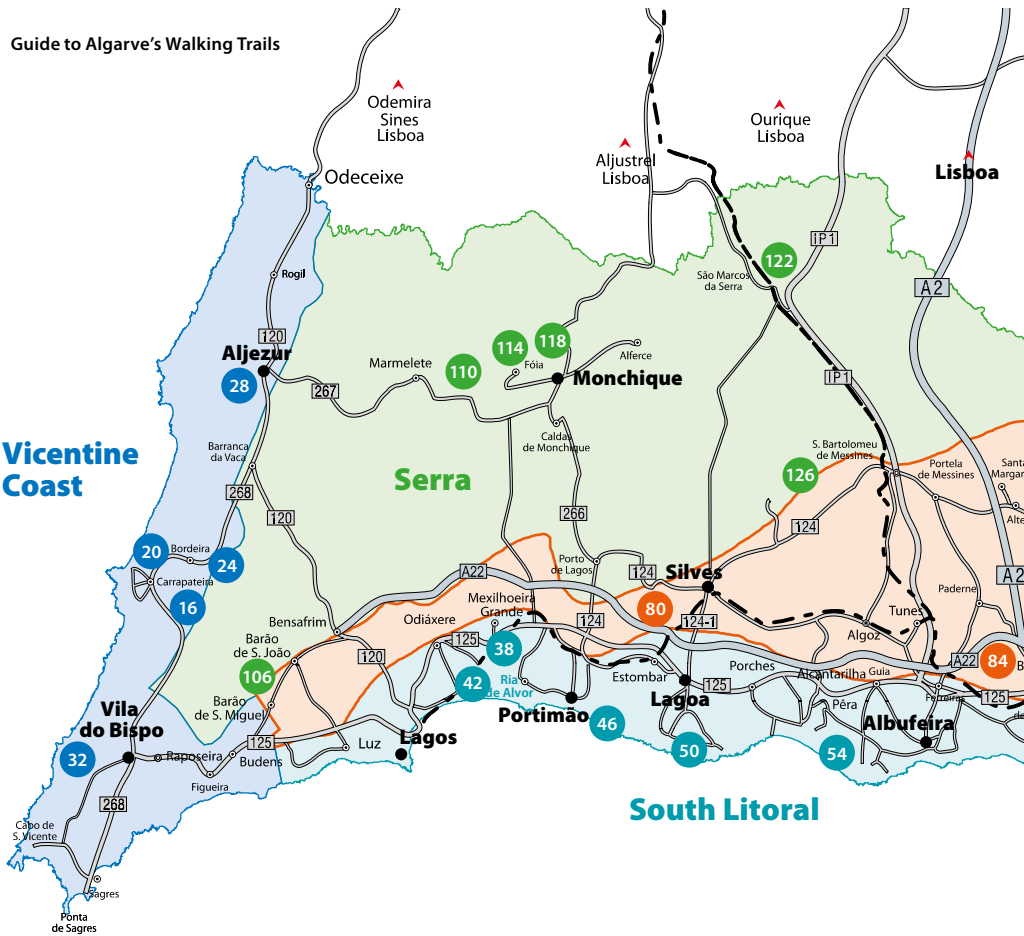 Guide to Algarve's Walking Trails
Odemira
Sines
Lisboa
Ourique
Lisboa
Aljustrel
Lisboa
Lisboa
Odeceixe
IP1
122
São Marcos
da Serra
Rogil
A2
120
118
114
Aljezur
Alferce
Marmelete
Fóia
110
Monchique
28
267
IP1
Caldas
de Monchique
Vicentine
Coast
Barranca
da Vaca
S. Bartolomeu
de Messines
Portela
de Messines
Santa
Margar
Serra
126
268
266
120
124
Alte
20
Bordeira
24
Porto
de Lagos
A22
124
Silves
A2
Carrapateira
16
Mexilhoeira
Grande
80
Paderne
Bensafrim
Odiáxere
124
124-1
Tunes
Algoz
125
38
Barão
de S. João
120
A22
84
B
106
42
Ria
de Alvor
Estombar
Porches
Alcantarilha
Guia
125
Lagoa
Ferreiras
125
Barão
de S. Miguel
Portimão
Pêra
de
Vila
do Bispo
46
Albufeira
Lagos
125
Luz
50
54
32
Raposeira
Budens
Figueira
268
South Litoral
Cabo de
S. Vicente
Sagres
Ponta
de Sagres